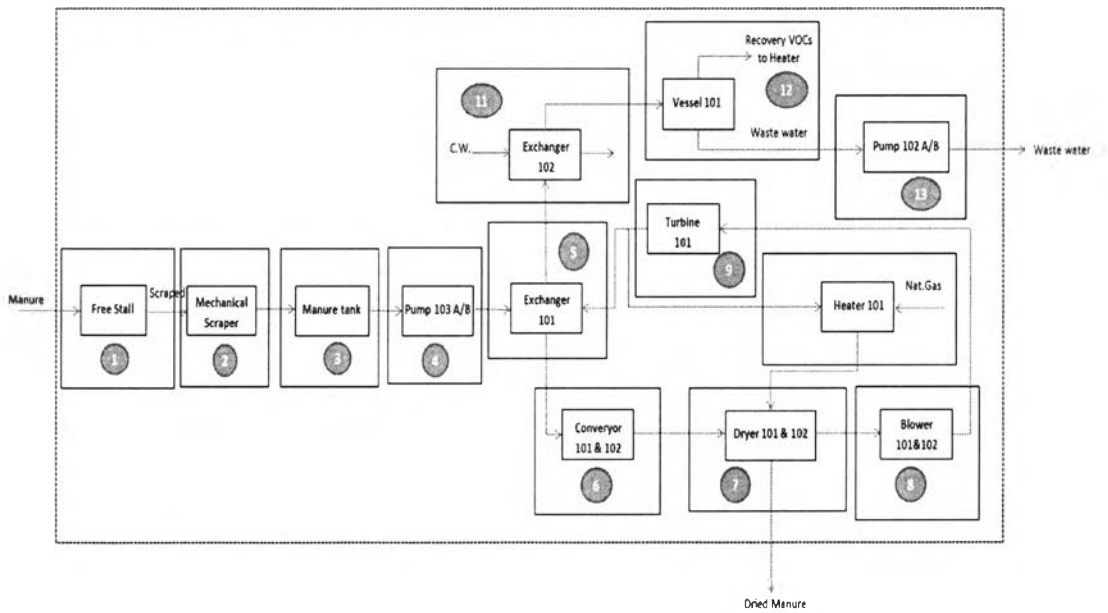 Recovery VOCs
to Heater
11
12
Vessel 101
C.W.
Exchanger
102
Waste water
Pump 102 A/B
Waste water
13
Turbine
101
5
9
Nat.Gas
Manure
Free Stall
Scraped
Mechanical
Scraper
Manure tank
Pump 103 A/B
Exchanger
101
Heater 101
1
2
3
4
Converyor
101 & 102
Dryer 101 & 102
Blower
101&102
6
7
8
Dried Manure